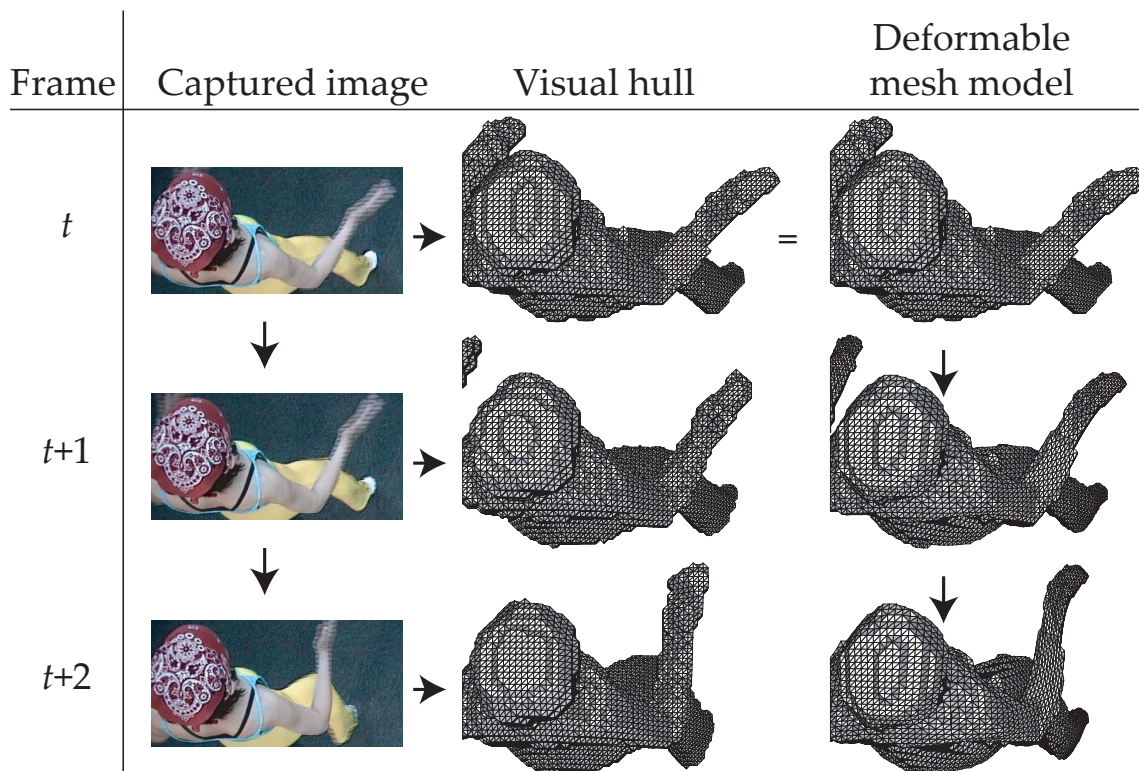 Frame
Captured image
Visual hull
Deformable
mesh model
t
=
t+1
t+2